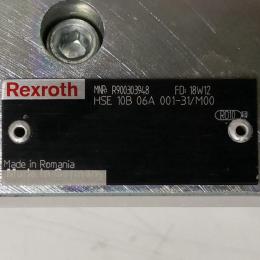 Rexroth
MNR: R900303948 FD: 18W12
HSE 10B 06A 001-31/M00
Made in Romania